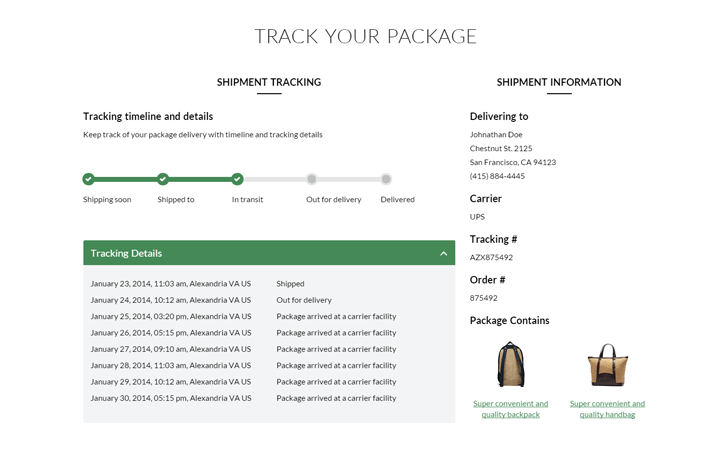 TRACK YOUR PACKAGE
SHIPMENT TRACKING
Tracking timeline and details
Keep track of your package delivery with timeline and tracking details
Shipping soon
Shipped to
In transit
Out for delivery
Delivered
Tracking Details
January 23, 2014, 11:03 am, Alexandria VA US Shipped
January 24, 2014, 10:12 am, Alexandria VA US Out for delivery
January 25, 2014, 03:20 pm, Alexandria VA US Package arrived at a carrier facility
January 26, 2014, 05:15 pm, Alexandria VA US Package arrived at a carrier facility
January 27, 2014, 09:10 am, Alexandria VA US Package arrived at a carrier facility
January 28, 2014, 11:03 am, Alexandria VA US Package arrived at a carrier facility
January 29, 2014, 10:12 am, Alexandria VA US Package arrived at a carrier facility
January 30, 2014, 05:15 pm, Alexandria VA US Package arrived at a carrier facility
SHIPMENT INFORMATION
Delivering to
Johnathan Doe
Chestnut St. 2125
San Francisco, CA 94123
(415) 884-4445
Carrier
UPS
Tracking #
AZX875492
Order #
875492
Package Contains
Super convenient and
quality backpack
Super convenient and
quality handbag